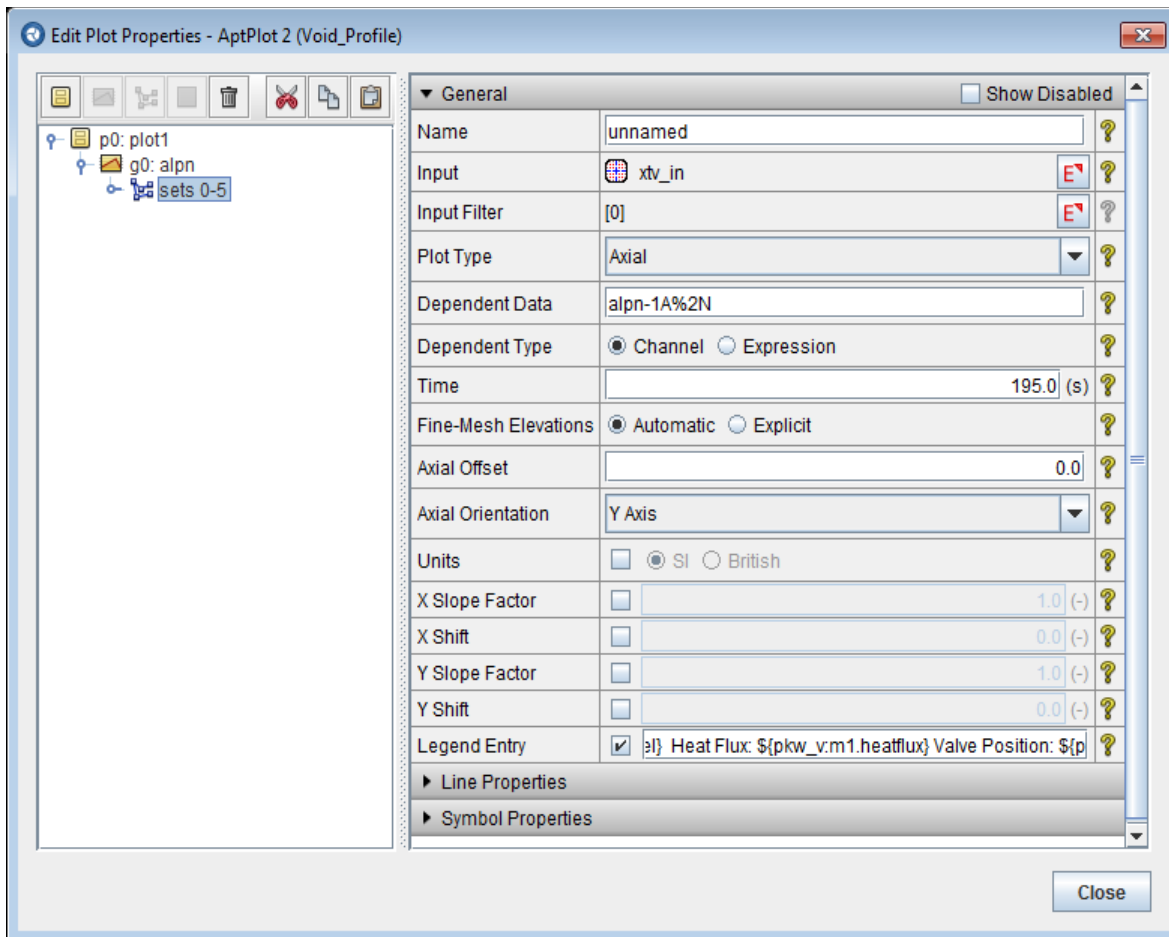 Edit Plot Properties - AptPlot 2 (Void_Profile)
p0: plot1
g0: alpn
sets 0-5
General Show Disabled
Name unnamed
Input xtv_in E
Input Filter [0] E
Plot Type Axial
Dependent Data alpn-1A%2N
Dependent Type Channel Expression
Time 195.0 (s)
Fine-Mesh Elevations Automatic Explicit
Axial Offset 0.0
Axial Orientation Y Axis
Units SI British
X Slope Factor 1.0 (-)
X Shift 0.0 (-)
Y Slope Factor 1.0 (-)
Y Shift 0.0 (-)
Legend Entry el} Heat Flux: ${pkw_v:m1.heatflux} Valve Position: ${p
Line Properties
Symbol Properties
Close